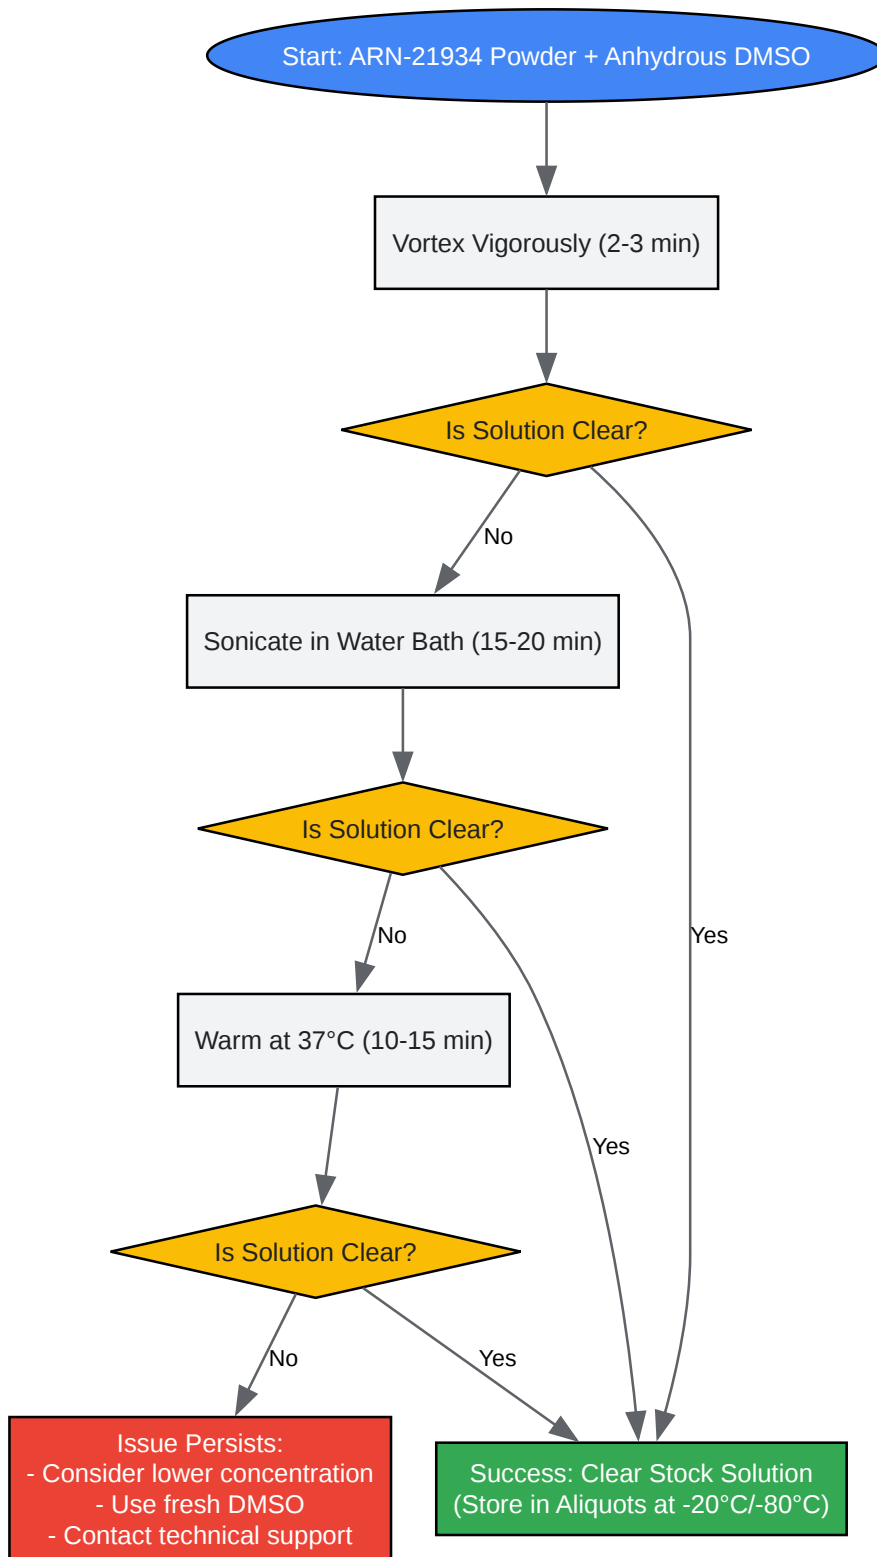 Start: ARN-21934 Powder + Anhydrous DMSO
Vortex Vigorously (2-3 min)
Is Solution Clear?
No
Sonicate in Water Bath (15-20 min)
Is Solution Clear?
No
Yes
Warm at 37°C (10-15 min)
Yes
Is Solution Clear?
No
Yes
Issue Persists:
- Consider lower concentration
- Use fresh DMSO
- Contact technical support
Success: Clear Stock Solution
(Store in Aliquots at -20°C/-80°C)